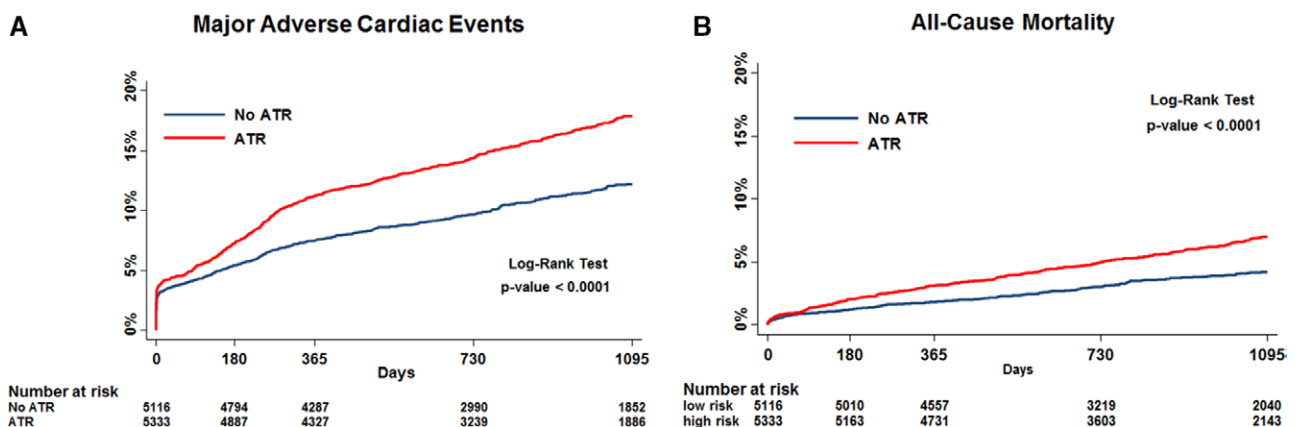 A
Major Adverse Cardiac Events
20%
15%
10%
5%
0%
No ATR
ATR
Log-Rank Test
p-value < 0.0001
0 180 365 730 1095
Days
Number at risk
No ATR 5116 4794 4287 2990 1852
ATR 5333 4887 4327 3239 1886
B
All-Cause Mortality
20%
15%
10%
5%
0%
No ATR
ATR
Log-Rank Test
p-value < 0.0001
0 180 365 730 1095
Days
Number at risk
low risk 5116 5010 4557 3219 2040
high risk 5333 5163 4731 3603 2143